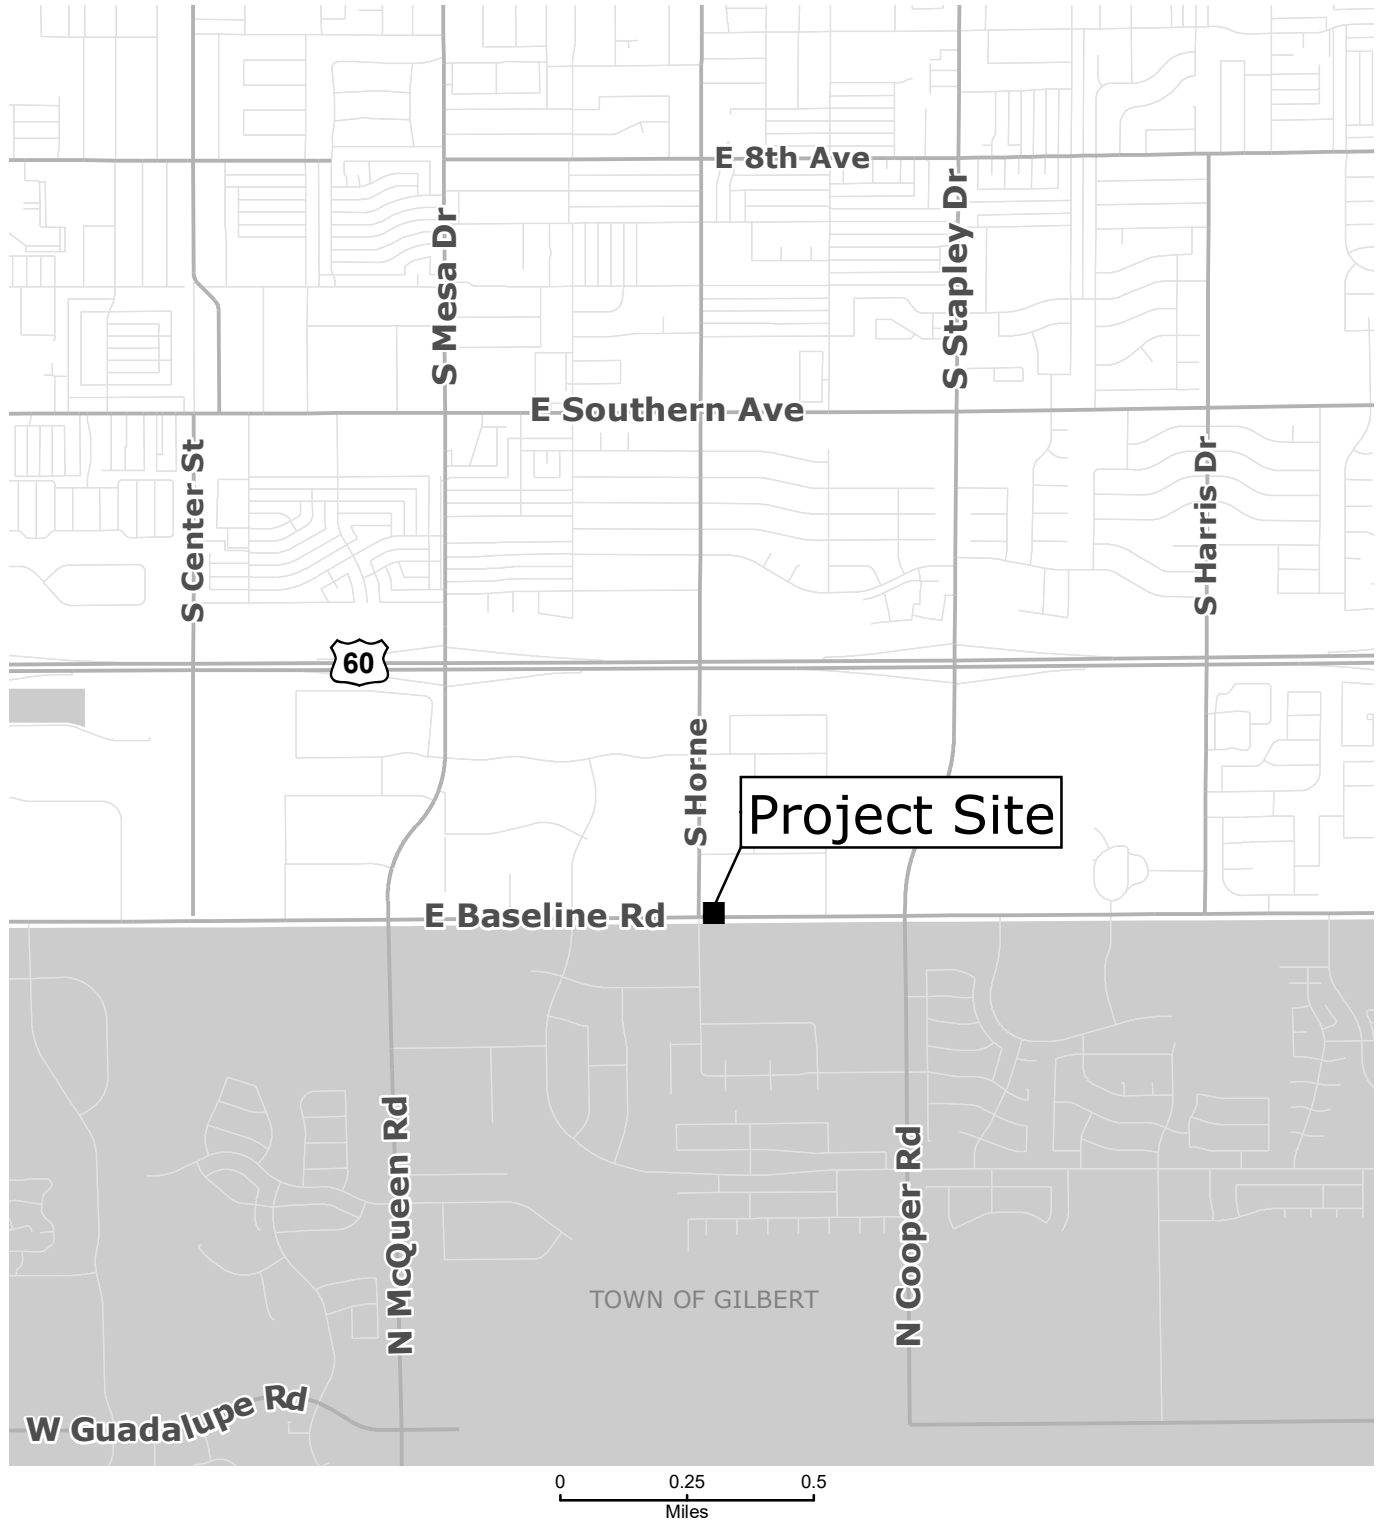 E 8th Ave
S Mesa Dr
S Stapley Dr
E Southern Ave
S Center St
S Harris Dr
60
S Horne
Project Site
E Baseline Rd
N McQueen Rd
N Cooper Rd
TOWN OF GILBERT
W Guadalupe Rd
0 0.25 0.5
Miles